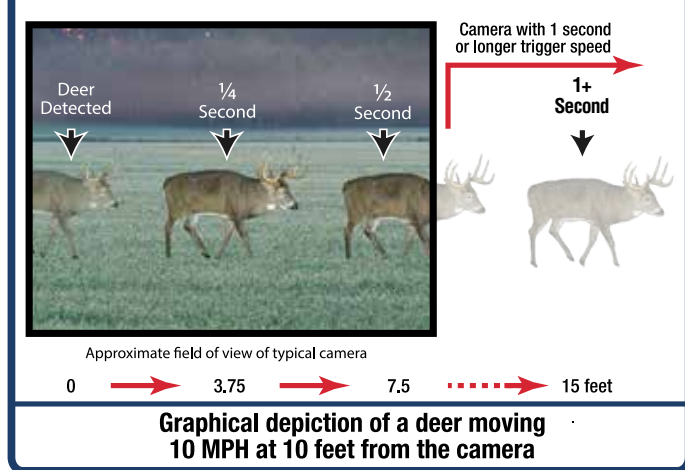 Camera with 1 second
or longer trigger speed
Deer
Detected
¼
Second
½
Second
1+
Second
Approximate field of view of typical camera
0
3.75
7.5
15 feet
Graphical depiction of a deer moving
10 MPH at 10 feet from the camera